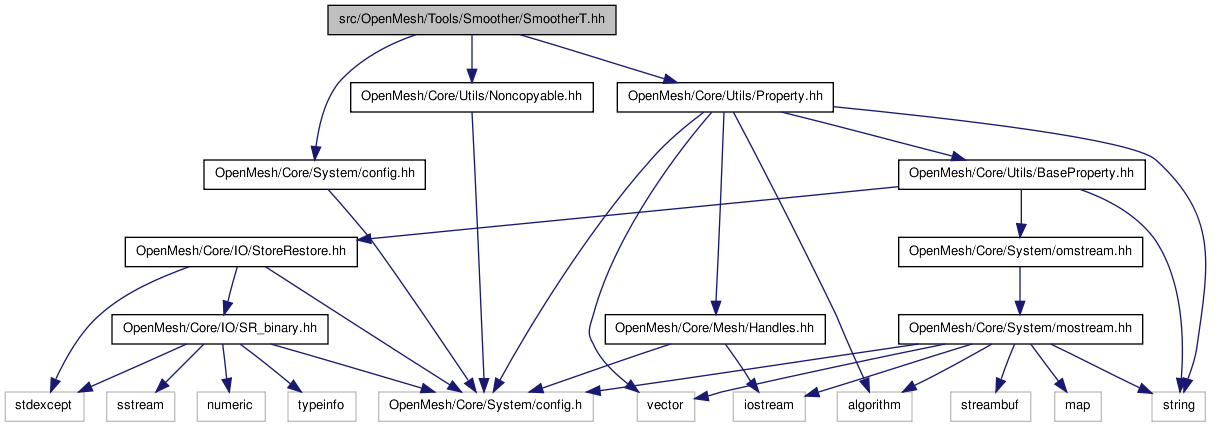 src/OpenMesh/Tools/Smoother/SmootherT.hh
OpenMesh/Core/Utils/Noncopyable.hh
OpenMesh/Core/Utils/Property.hh
OpenMesh/Core/System/config.hh
OpenMesh/Core/Utils/BaseProperty.hh
OpenMesh/Core/IO/StoreRestore.hh
OpenMesh/Core/System/omstream.hh
OpenMesh/Core/IO/SR_binary.hh
OpenMesh/Core/Mesh/Handles.hh
OpenMesh/Core/System/mostream.hh
stdexcept
sstream
numeric
typeinfo
OpenMesh/Core/System/config.h
vector
iostream
algorithm
streambuf
map
string